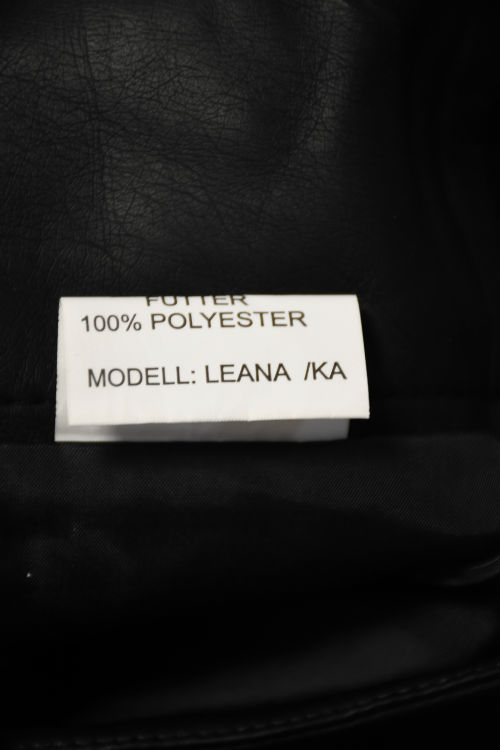 FUTTER
100% POLYESTER
MODELL: LEANA /KA